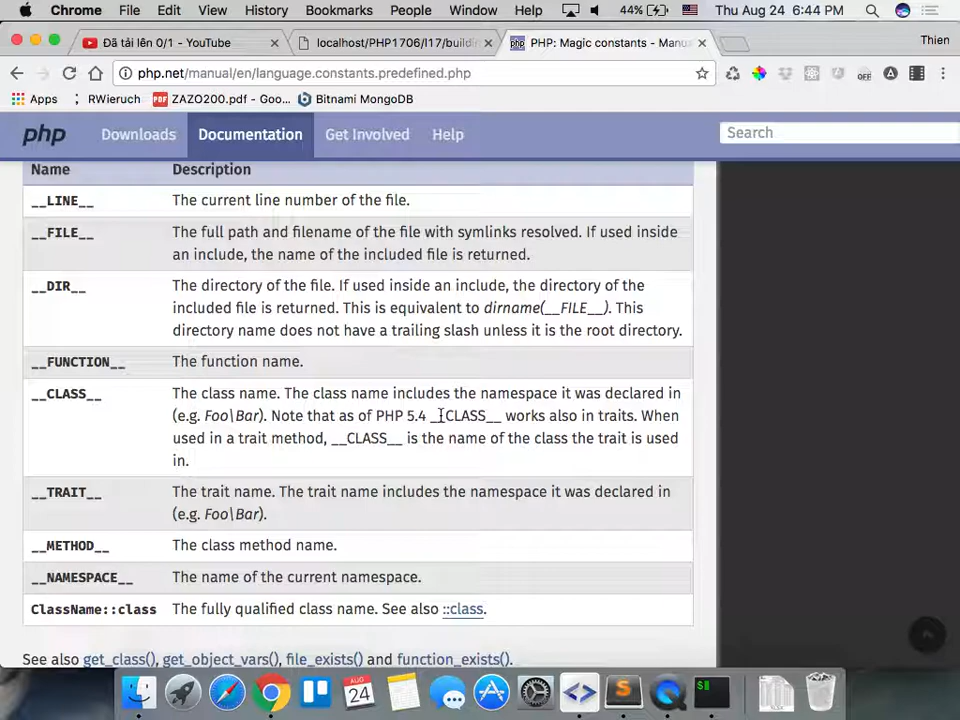 Chrome File Edit View History Bookmarks People Window Help 44% Thu Aug 24 6:44 PM
Đã tải lên 0/1 - YouTube
localhost/PHP1706/l17/buildin
php PHP: Magic constants - Manua
Thien
php.net/manual/en/language.constants.predefined.php
OFF
Apps RWieruch PDF ZAZO200.pdf - Goo... Bitnami MongoDB
php Downloads Documentation Get Involved Help Search
Name Description
__LINE__ The current line number of the file.
__FILE__ The full path and filename of the file with symlinks resolved. If used inside
an include, the name of the included file is returned.
__DIR__ The directory of the file. If used inside an include, the directory of the
included file is returned. This is equivalent to dirname(__FILE__). This
directory name does not have a trailing slash unless it is the root directory.
__FUNCTION__ The function name.
__CLASS__ The class name. The class name includes the namespace it was declared in
(e.g. Foo\Bar). Note that as of PHP 5.4 __CLASS__ works also in traits. When
used in a trait method, __CLASS__ is the name of the class the trait is used
in.
__TRAIT__ The trait name. The trait name includes the namespace it was declared in
(e.g. Foo\Bar).
__METHOD__ The class method name.
__NAMESPACE__ The name of the current namespace.
ClassName::class The fully qualified class name. See also ::class.
See also get_class(), get_object_vars(), file_exists() and function_exists().
AUG
24